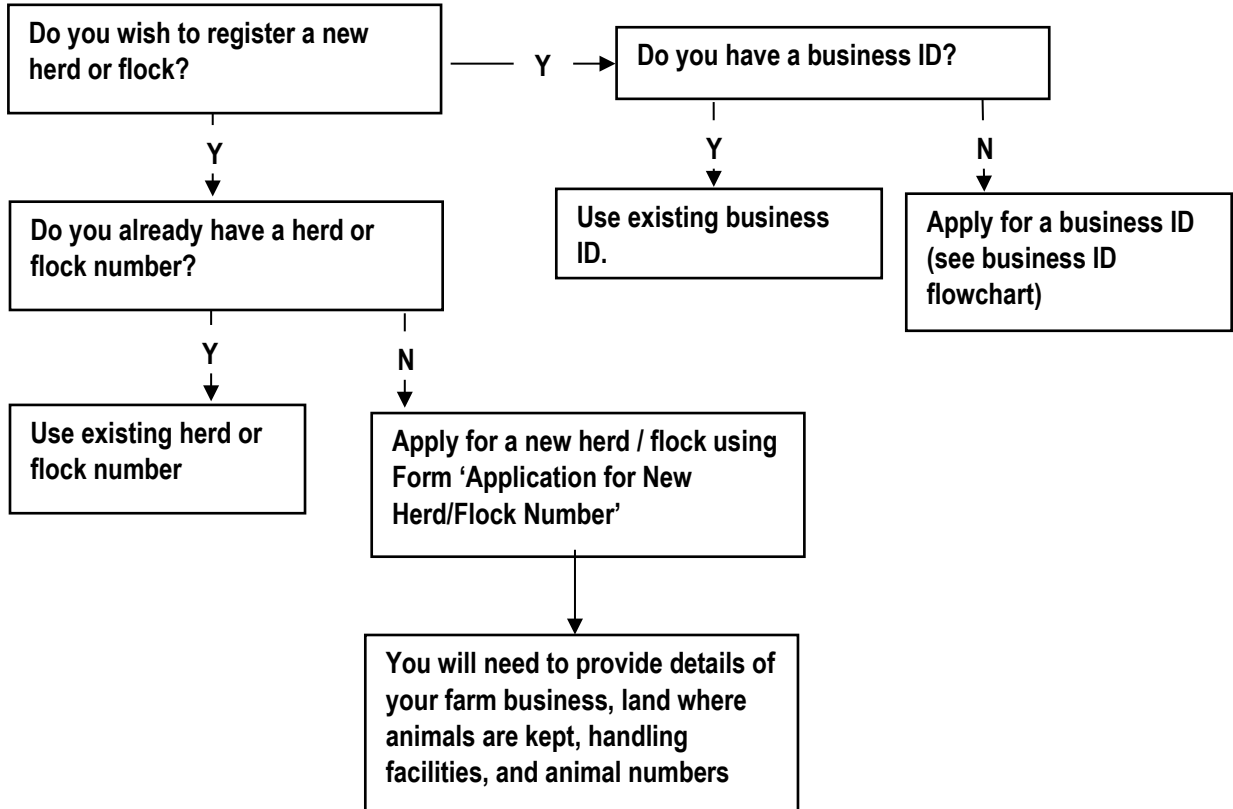 Do you wish to register a new
herd or flock?
Y
Do you have a business ID?
Y
Y
N
Do you already have a herd or
flock number?
Use existing business
ID.
Apply for a business ID
(see business ID
flowchart)
Y
N
Use existing herd or
flock number
Apply for a new herd / flock using
Form ‘Application for New
Herd/Flock Number’
You will need to provide details of
your farm business, land where
animals are kept, handling
facilities, and animal numbers